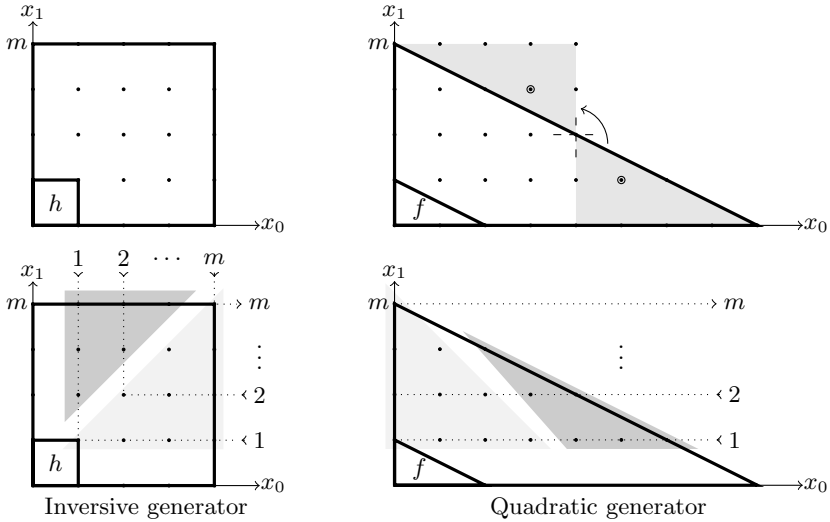 x₁ x₁
m m
h f
x₀ x₀
1 2 ⋯ m
x₁ x₁
m m m m
⋮ ⋮
2 2
1 1
h f
x₀ x₀
Inversive generator Quadratic generator